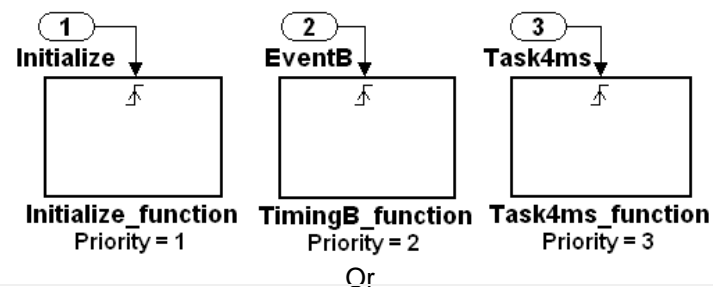 1 2 3
Initialize EventB Task4ms
Initialize_function TimingB_function Task4ms_function
Priority = 1 Priority = 2 Priority = 3
Or